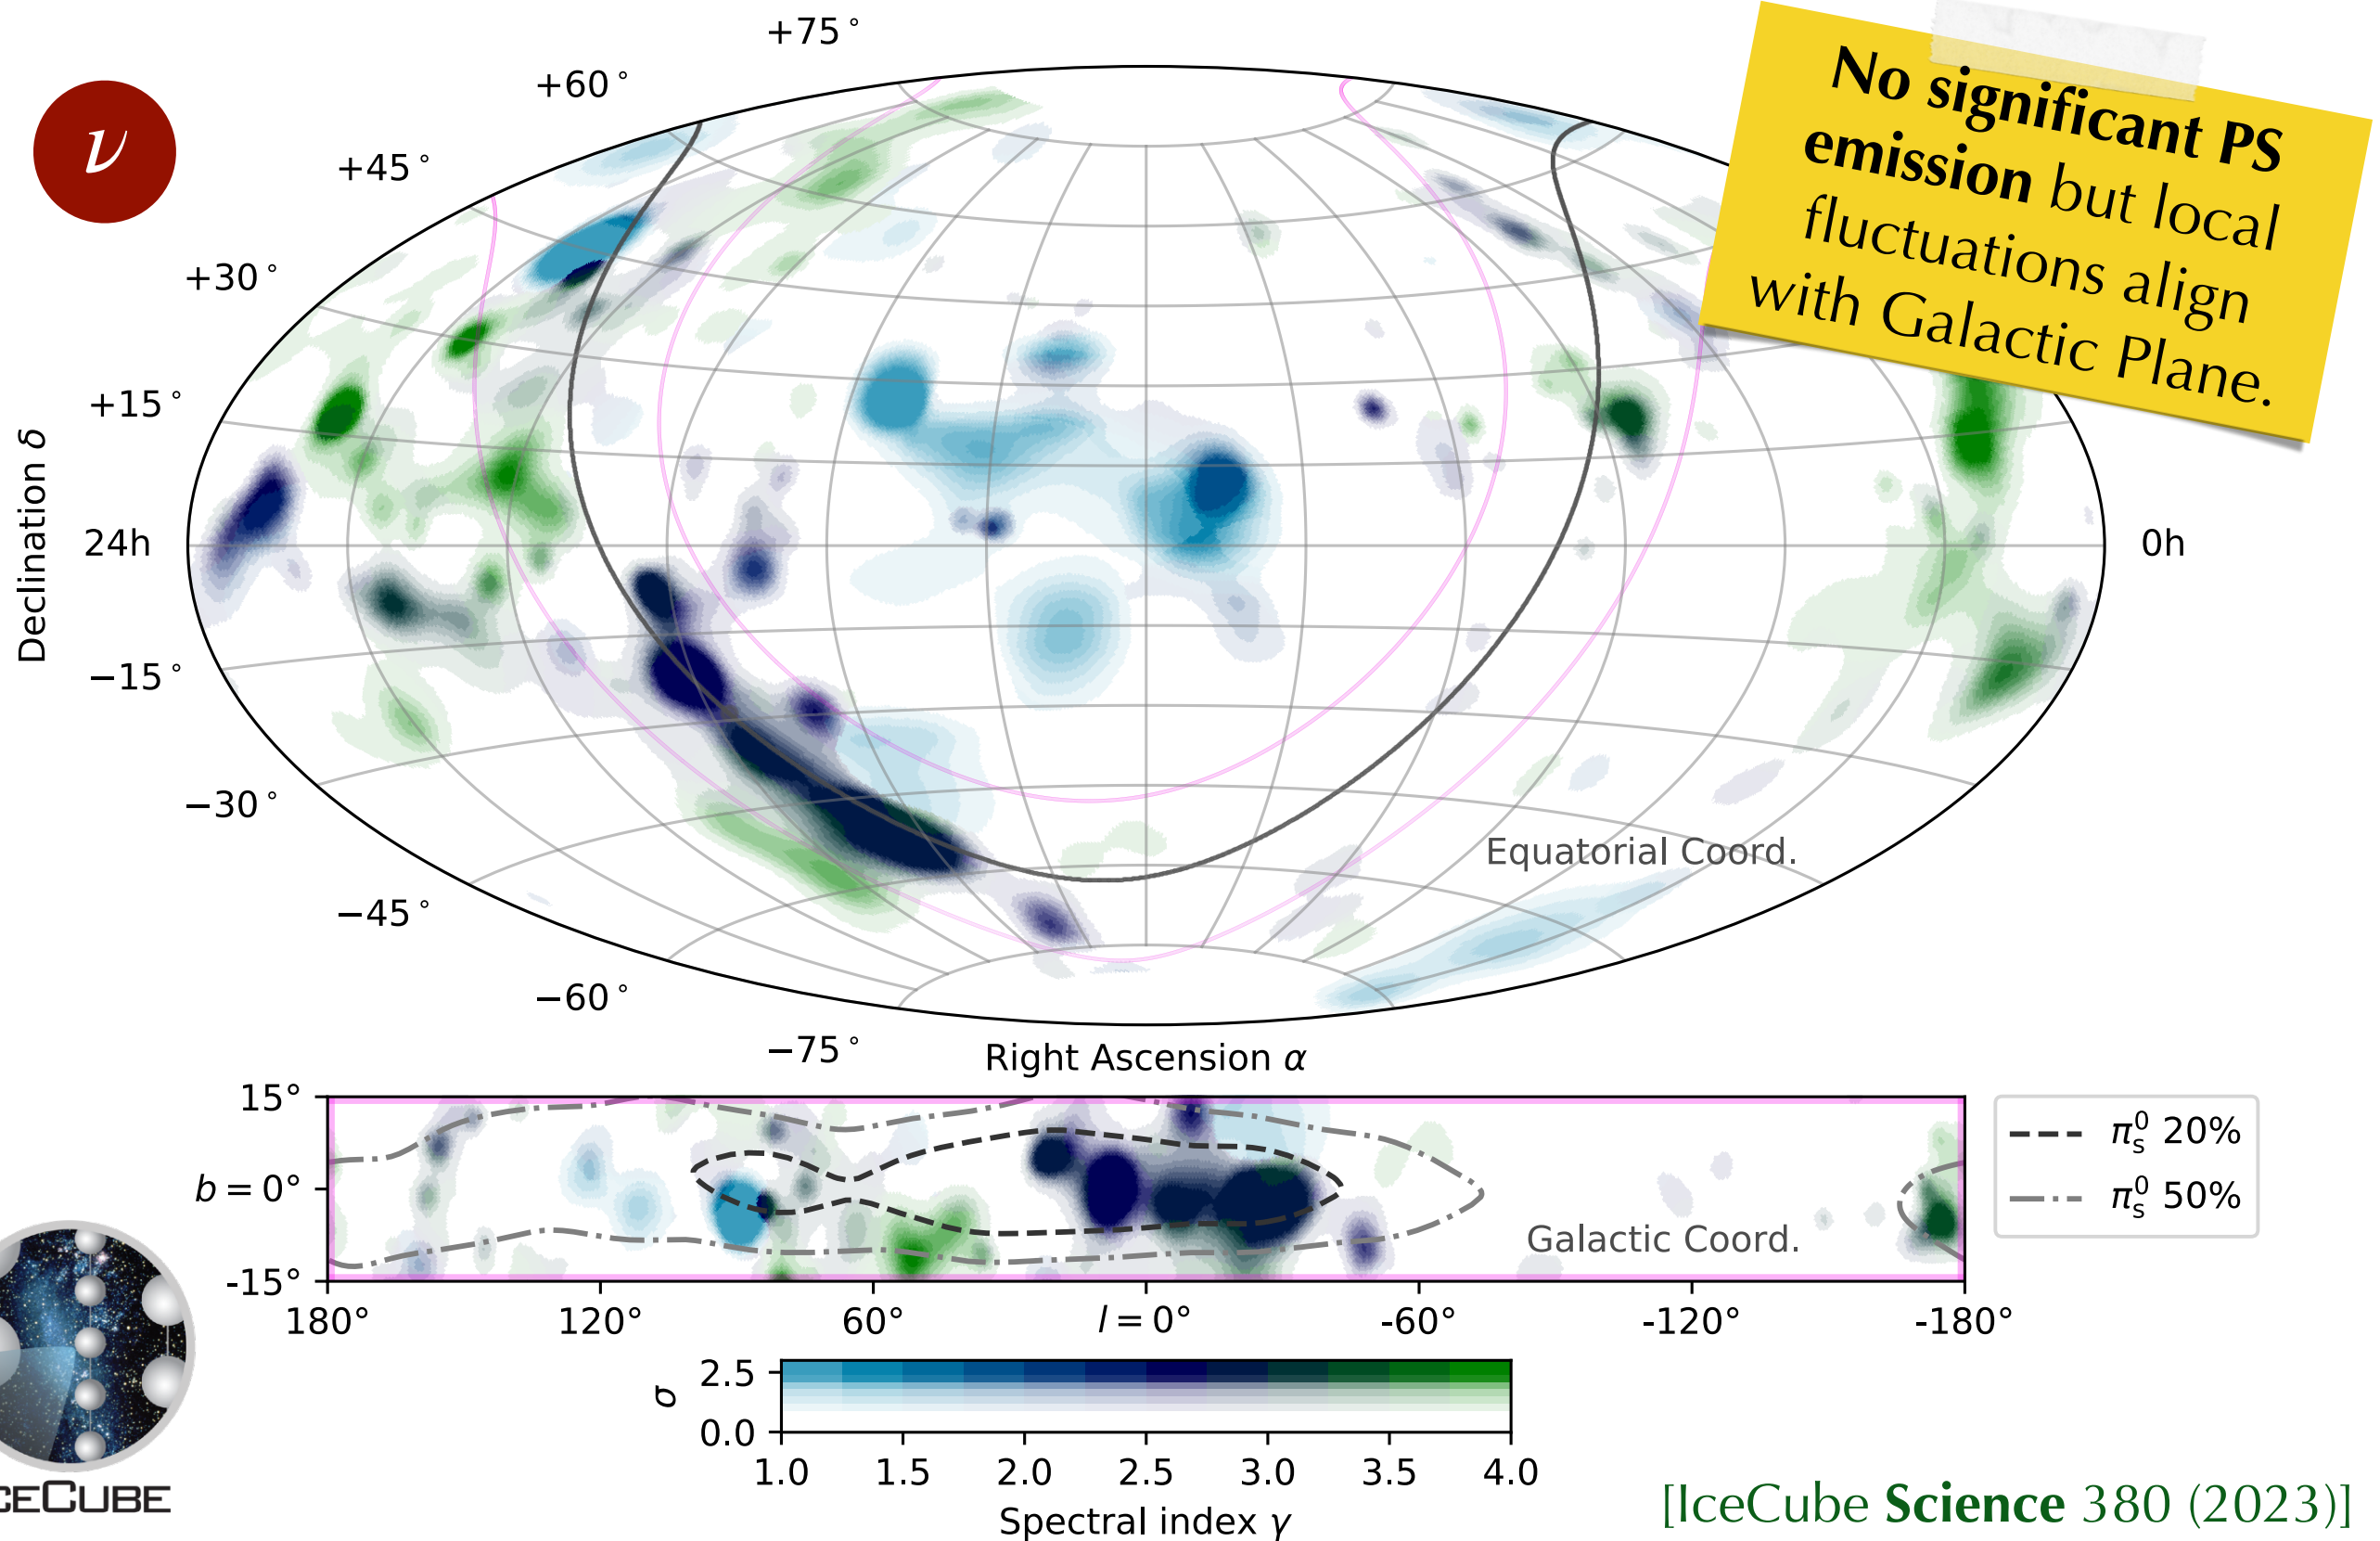 +75°
+60°
+45°
+30°
+15°
24h
−15°
−30°
−45°
−60°
−75°
Declination δ
ν
No significant PS
emission but local
fluctuations align
with Galactic Plane.
0h
Equatorial Coord.
Right Ascension α
15°
b = 0°
-15°
Galactic Coord.
180°
120°
60°
l = 0°
-60°
-120°
-180°
π⁰ₛ 20%
π⁰ₛ 50%
σ
2.5
0.0
1.0
1.5
2.0
2.5
3.0
3.5
4.0
Spectral index γ
CECUBE
[IceCube Science 380 (2023)]